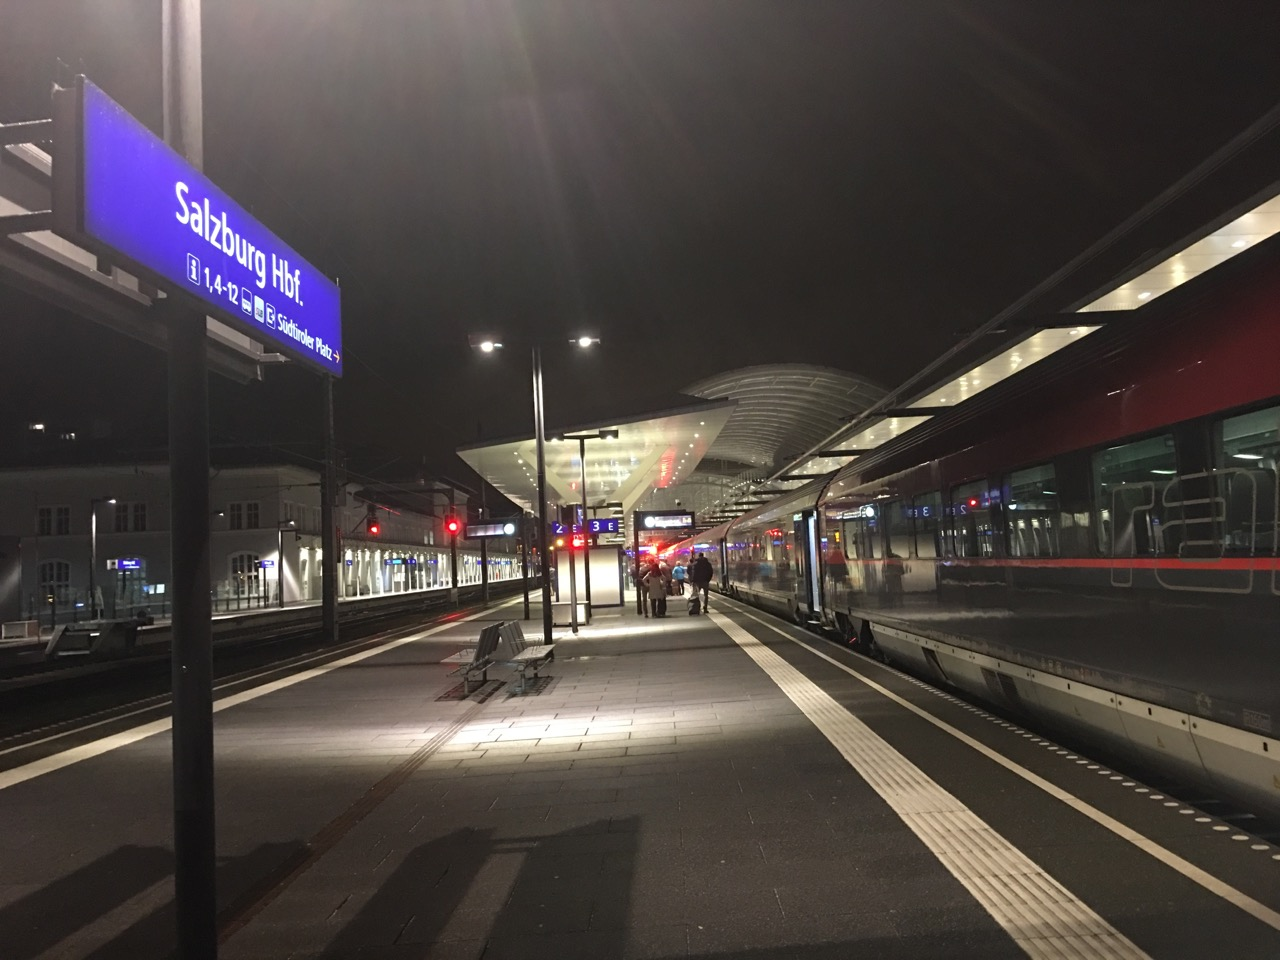 Salzburg Hbf.
i 1,4-12 Südtiroler Platz →
2 E 3 E